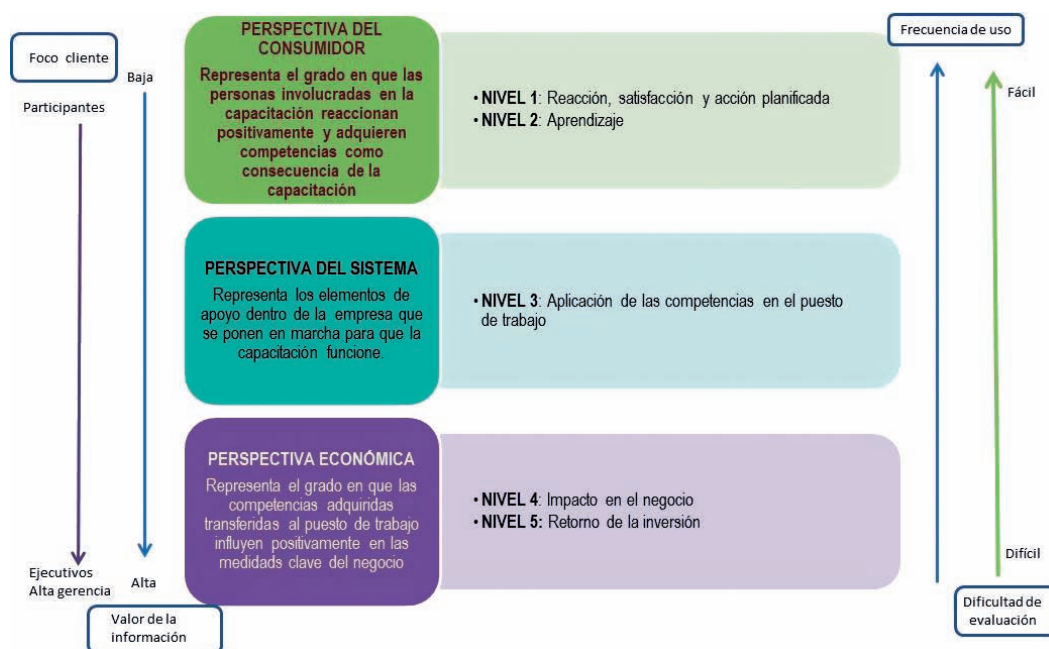 Foco cliente
Baja
Participantes
Ejecutivos
Alta gerencia
Alta
Valor de la
información
PERSPECTIVA DEL
CONSUMIDOR
Representa el grado en que las
personas involucradas en la
capacitación reaccionan
positivamente y adquieren
competencias como
consecuencia de la
capacitación
• NIVEL 1: Reacción, satisfacción y acción planificada
• NIVEL 2: Aprendizaje
PERSPECTIVA DEL SISTEMA
Representa los elementos de
apoyo dentro de la empresa que
se ponen en marcha para que la
capacitación funcione.
• NIVEL 3: Aplicación de las competencias en el puesto
de trabajo
PERSPECTIVA ECONÓMICA
Representa el grado en que las
competencias adquiridas
transferidas al puesto de trabajo
influyen positivamente en las
medidads clave del negocio
• NIVEL 4: Impacto en el negocio
• NIVEL 5: Retorno de la inversión
Frecuencia de uso
Fácil
Difícil
Dificultad de
evaluación